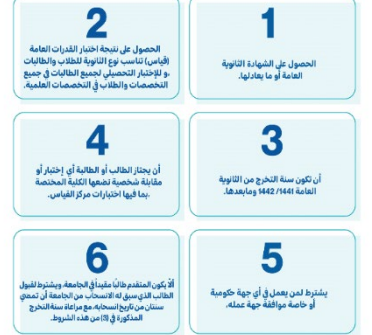 1
الحصول على الشهادة الثانوية
العامة أو ما يعادلها.
2
الحصول على نتيجة اختبار القدرات العامة
(قياس) تناسب نوع الثانوية للطلاب والطالبات
،و للإختبار التحصيلي لجميع الطالبات في جميع
التخصصات والطلاب في التخصصات العلمية.
3
أن تكون سنة التخرج من الثانوية
العامة 1441/ 1442 ومابعدها.
4
أن يجتاز الطالب أو الطالبة أي إختبار أو
مقابلة شخصية تضعها الكلية المختصة
،بما فيها اختبارات مركز القياس.
5
يشترط لمن يعمل في أي جهة حكومية
أو خاصة موافقة جهة عمله.
6
ألا يكون المتقدم طالبا مقيداً في الجامعة، ويشترط لقبول
الطالب الذي سبق له الانسحاب من الجامعة أن تمضي
سنتان من تاريخ انسحابه، مع مراعاة سنة التخرج
المذكورة في (3) من هذه الشروط.